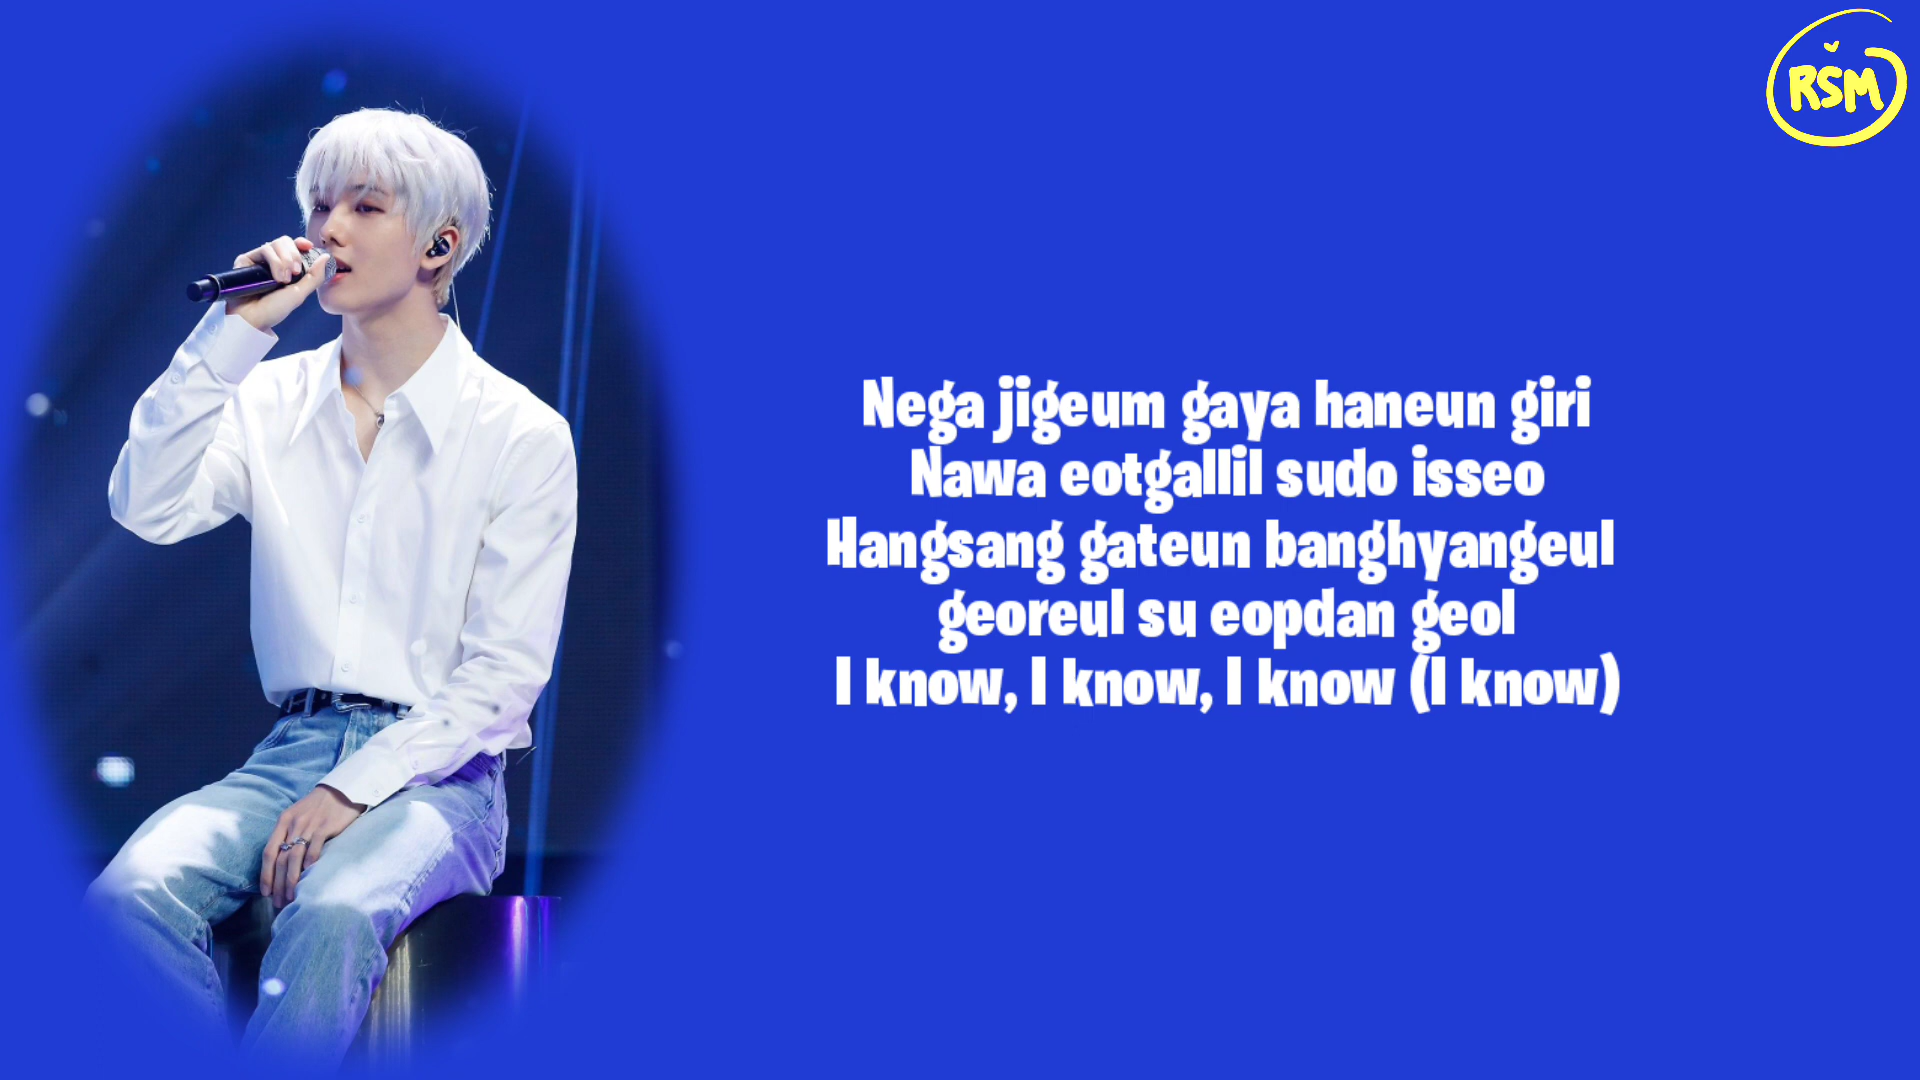 RSM
Nega jigeum gaya haneun giri
Nawa eotgallil sudo isseo
Hangsang gateun banghyangeul
georeul su eopdan geol
I know, I know, I know (I know)